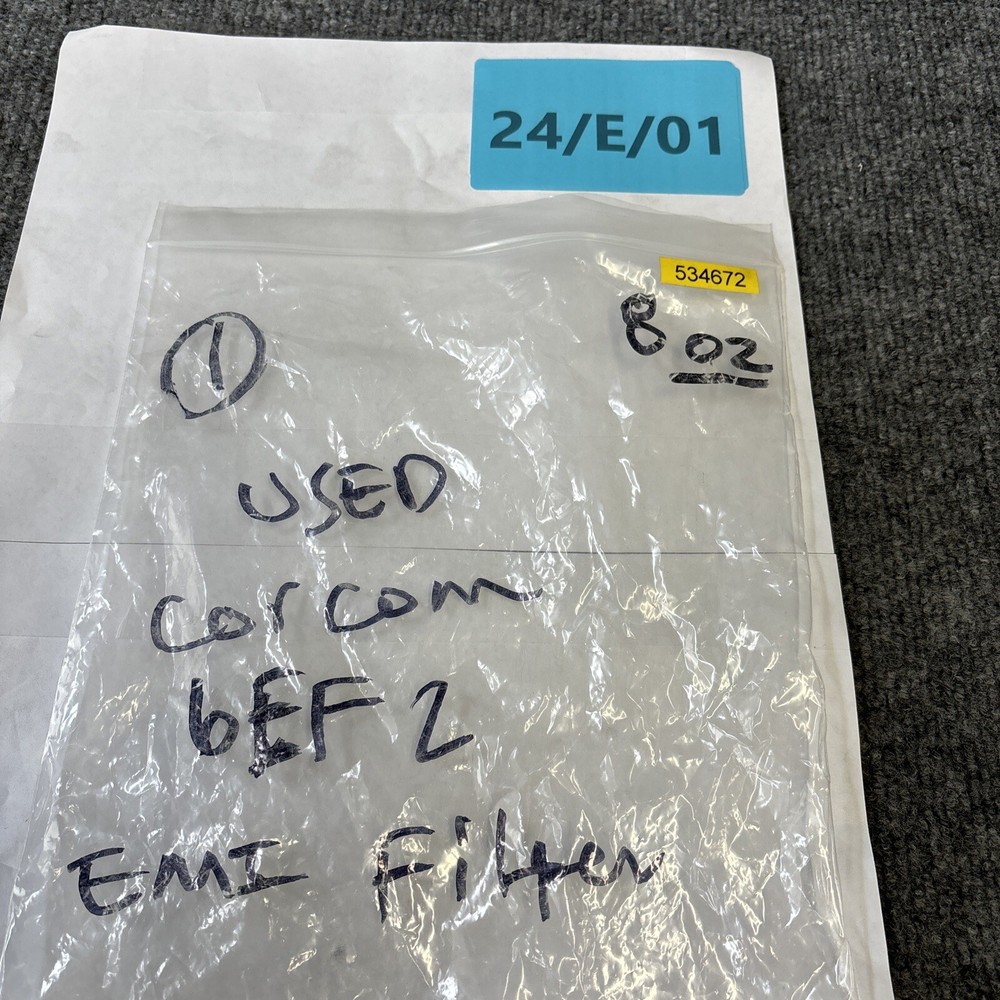 24/E/01
534672
8 oz
1
USED
corcom
6EF2
EMI Filter